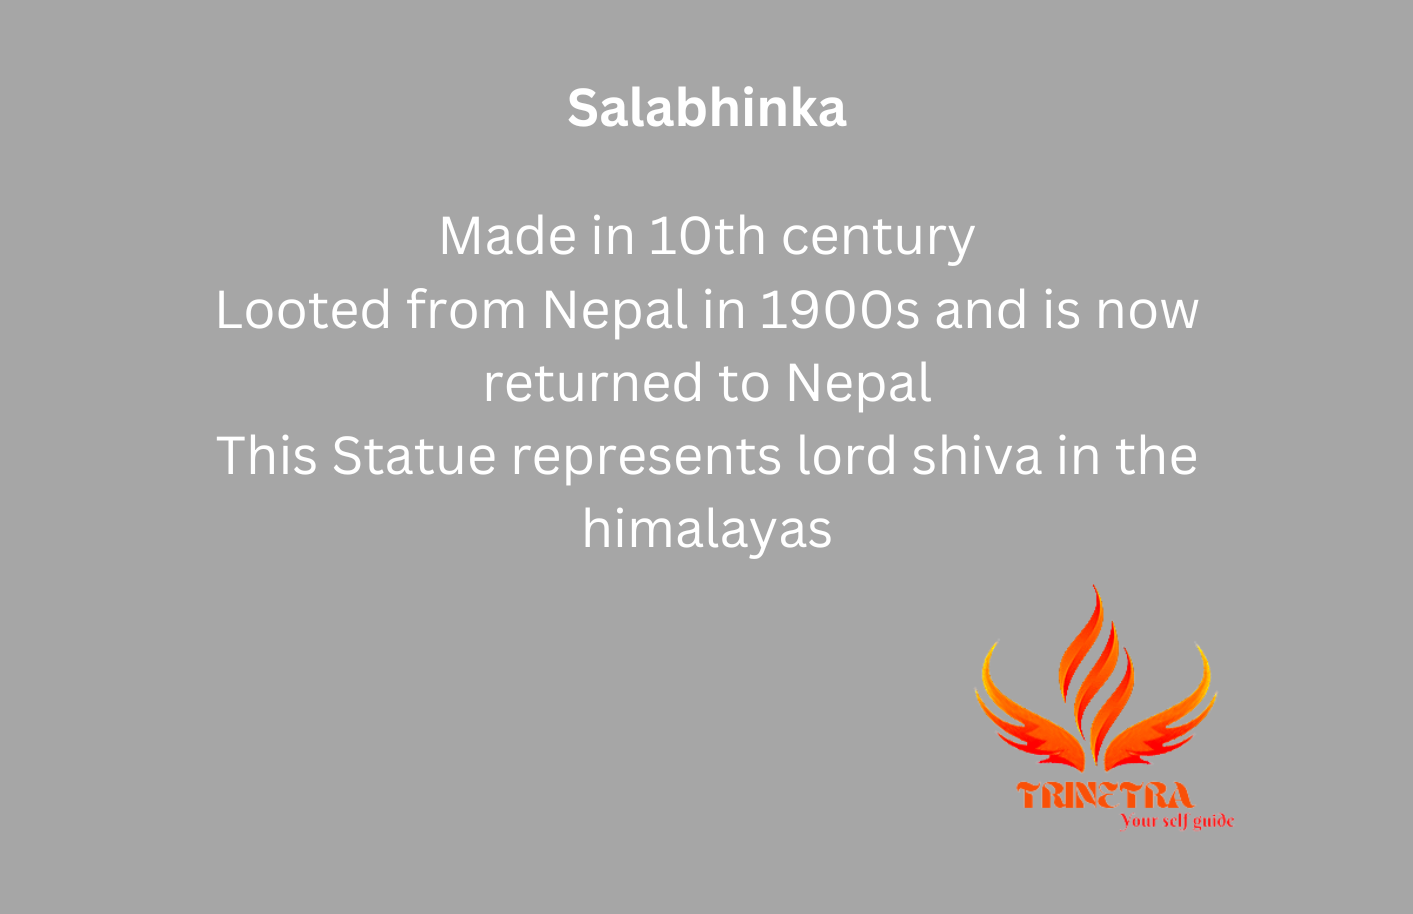 Salabhinka
Made in 10th century
Looted from Nepal in 1900s and is now
returned to Nepal
This Statue represents lord shiva in the
himalayas
TRINETRA
Your self guide